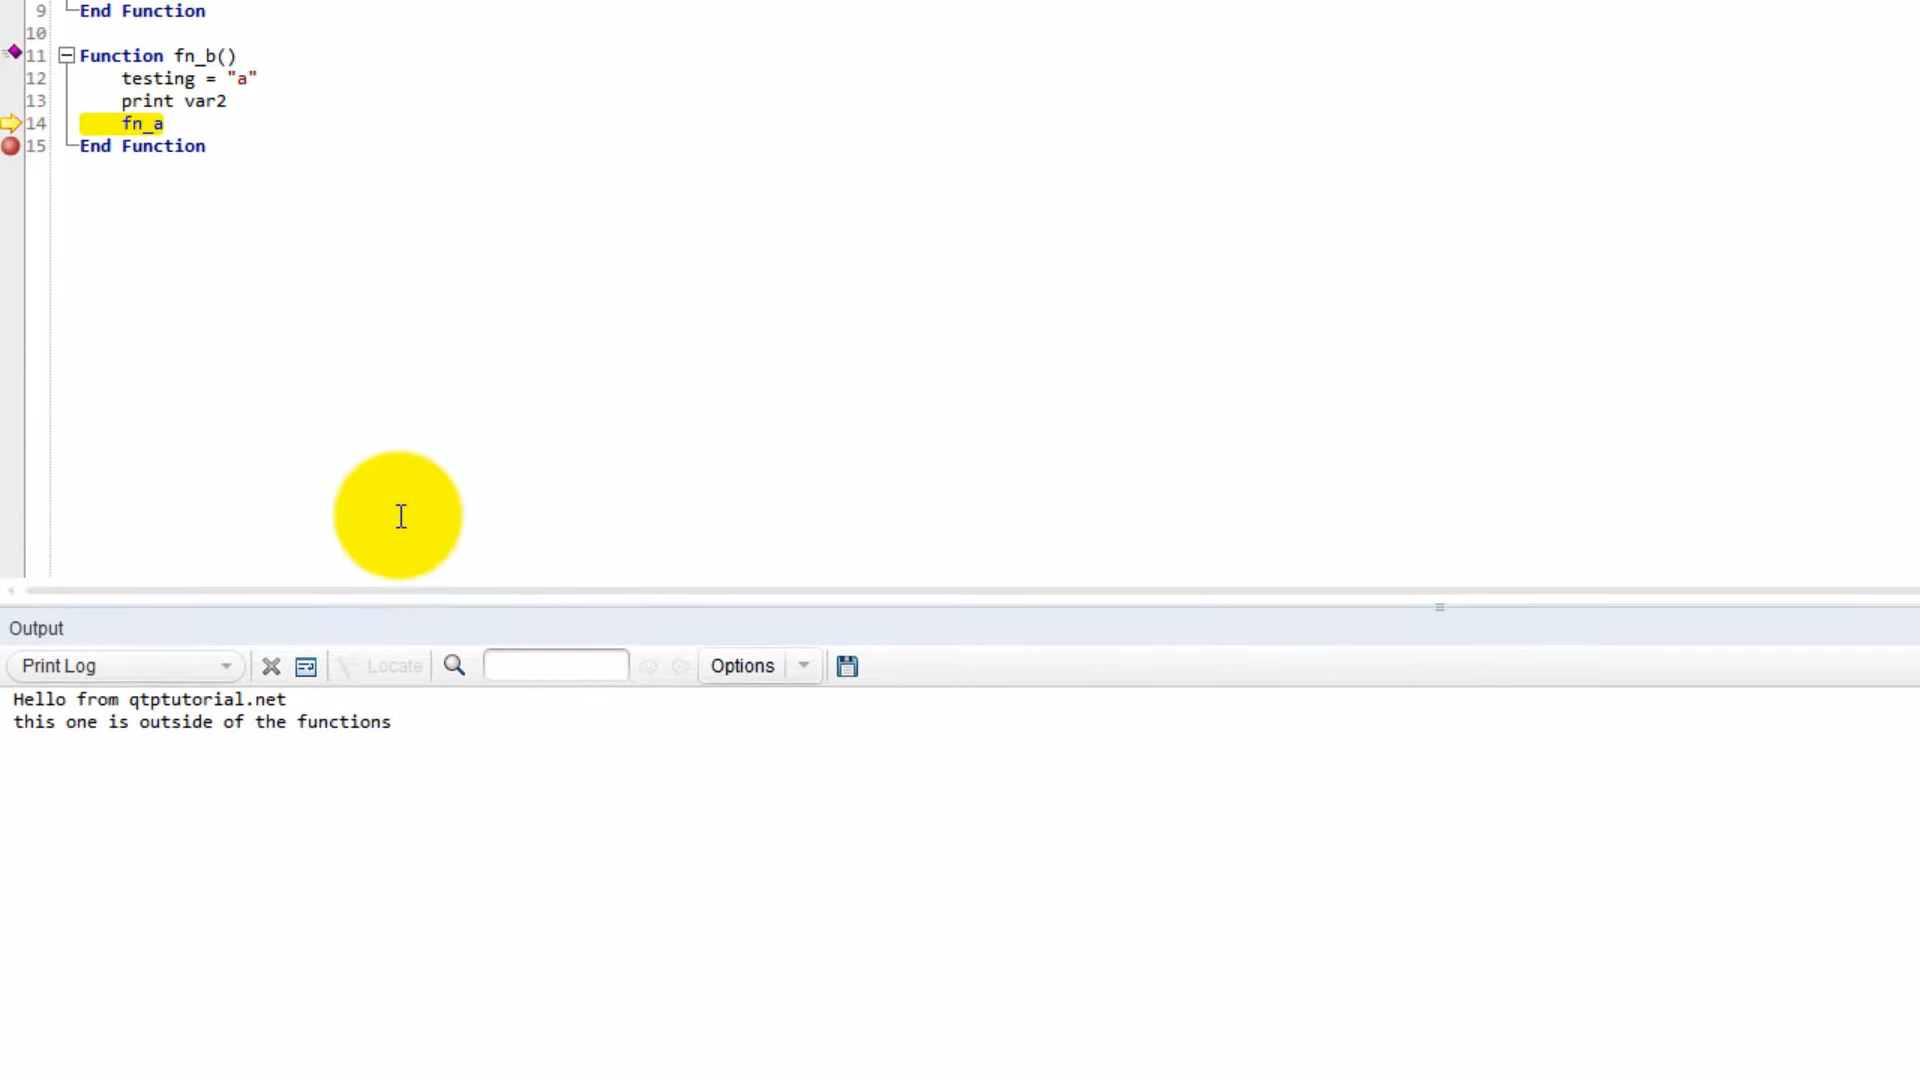 9 End Function
10
11 Function fn_b()
12 testing = "a"
13 print var2
14 fn_a
15 End Function
Output
Print Log Locate Options
Hello from qtptutorial.net
this one is outside of the functions